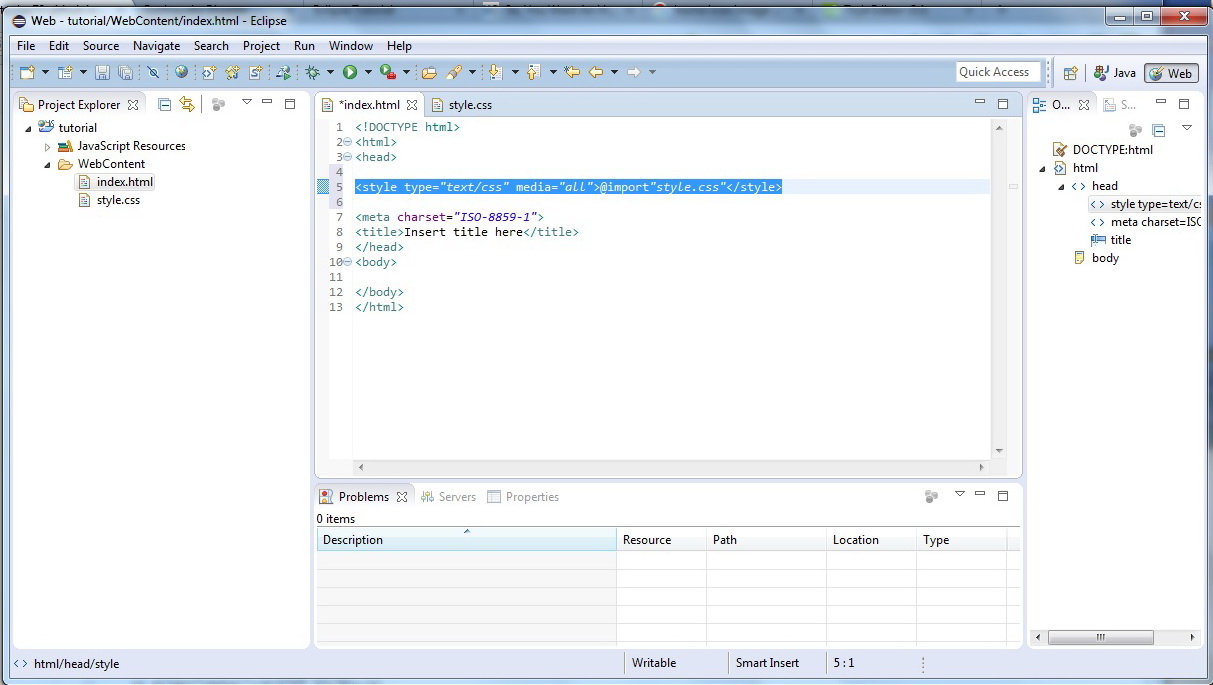 Web - tutorial/WebContent/index.html - Eclipse
File Edit Source Navigate Search Project Run Window Help
Quick Access
Java
Web
Project Explorer
tutorial
JavaScript Resources
WebContent
index.html
style.css
*index.html
style.css
1 <!DOCTYPE html>
2 <html>
3 <head>
4
5 <style type="text/css" media="all">@import"style.css"</style>
6
7 <meta charset="ISO-8859-1">
8 <title>Insert title here</title>
9 </head>
10 <body>
11
12 </body>
13 </html>
O...
S...
DOCTYPE:html
html
head
style type=text/cs
meta charset=ISO
title
body
Problems Servers Properties
0 items
Description Resource Path Location Type
html/head/style
Writable Smart Insert 5 : 1